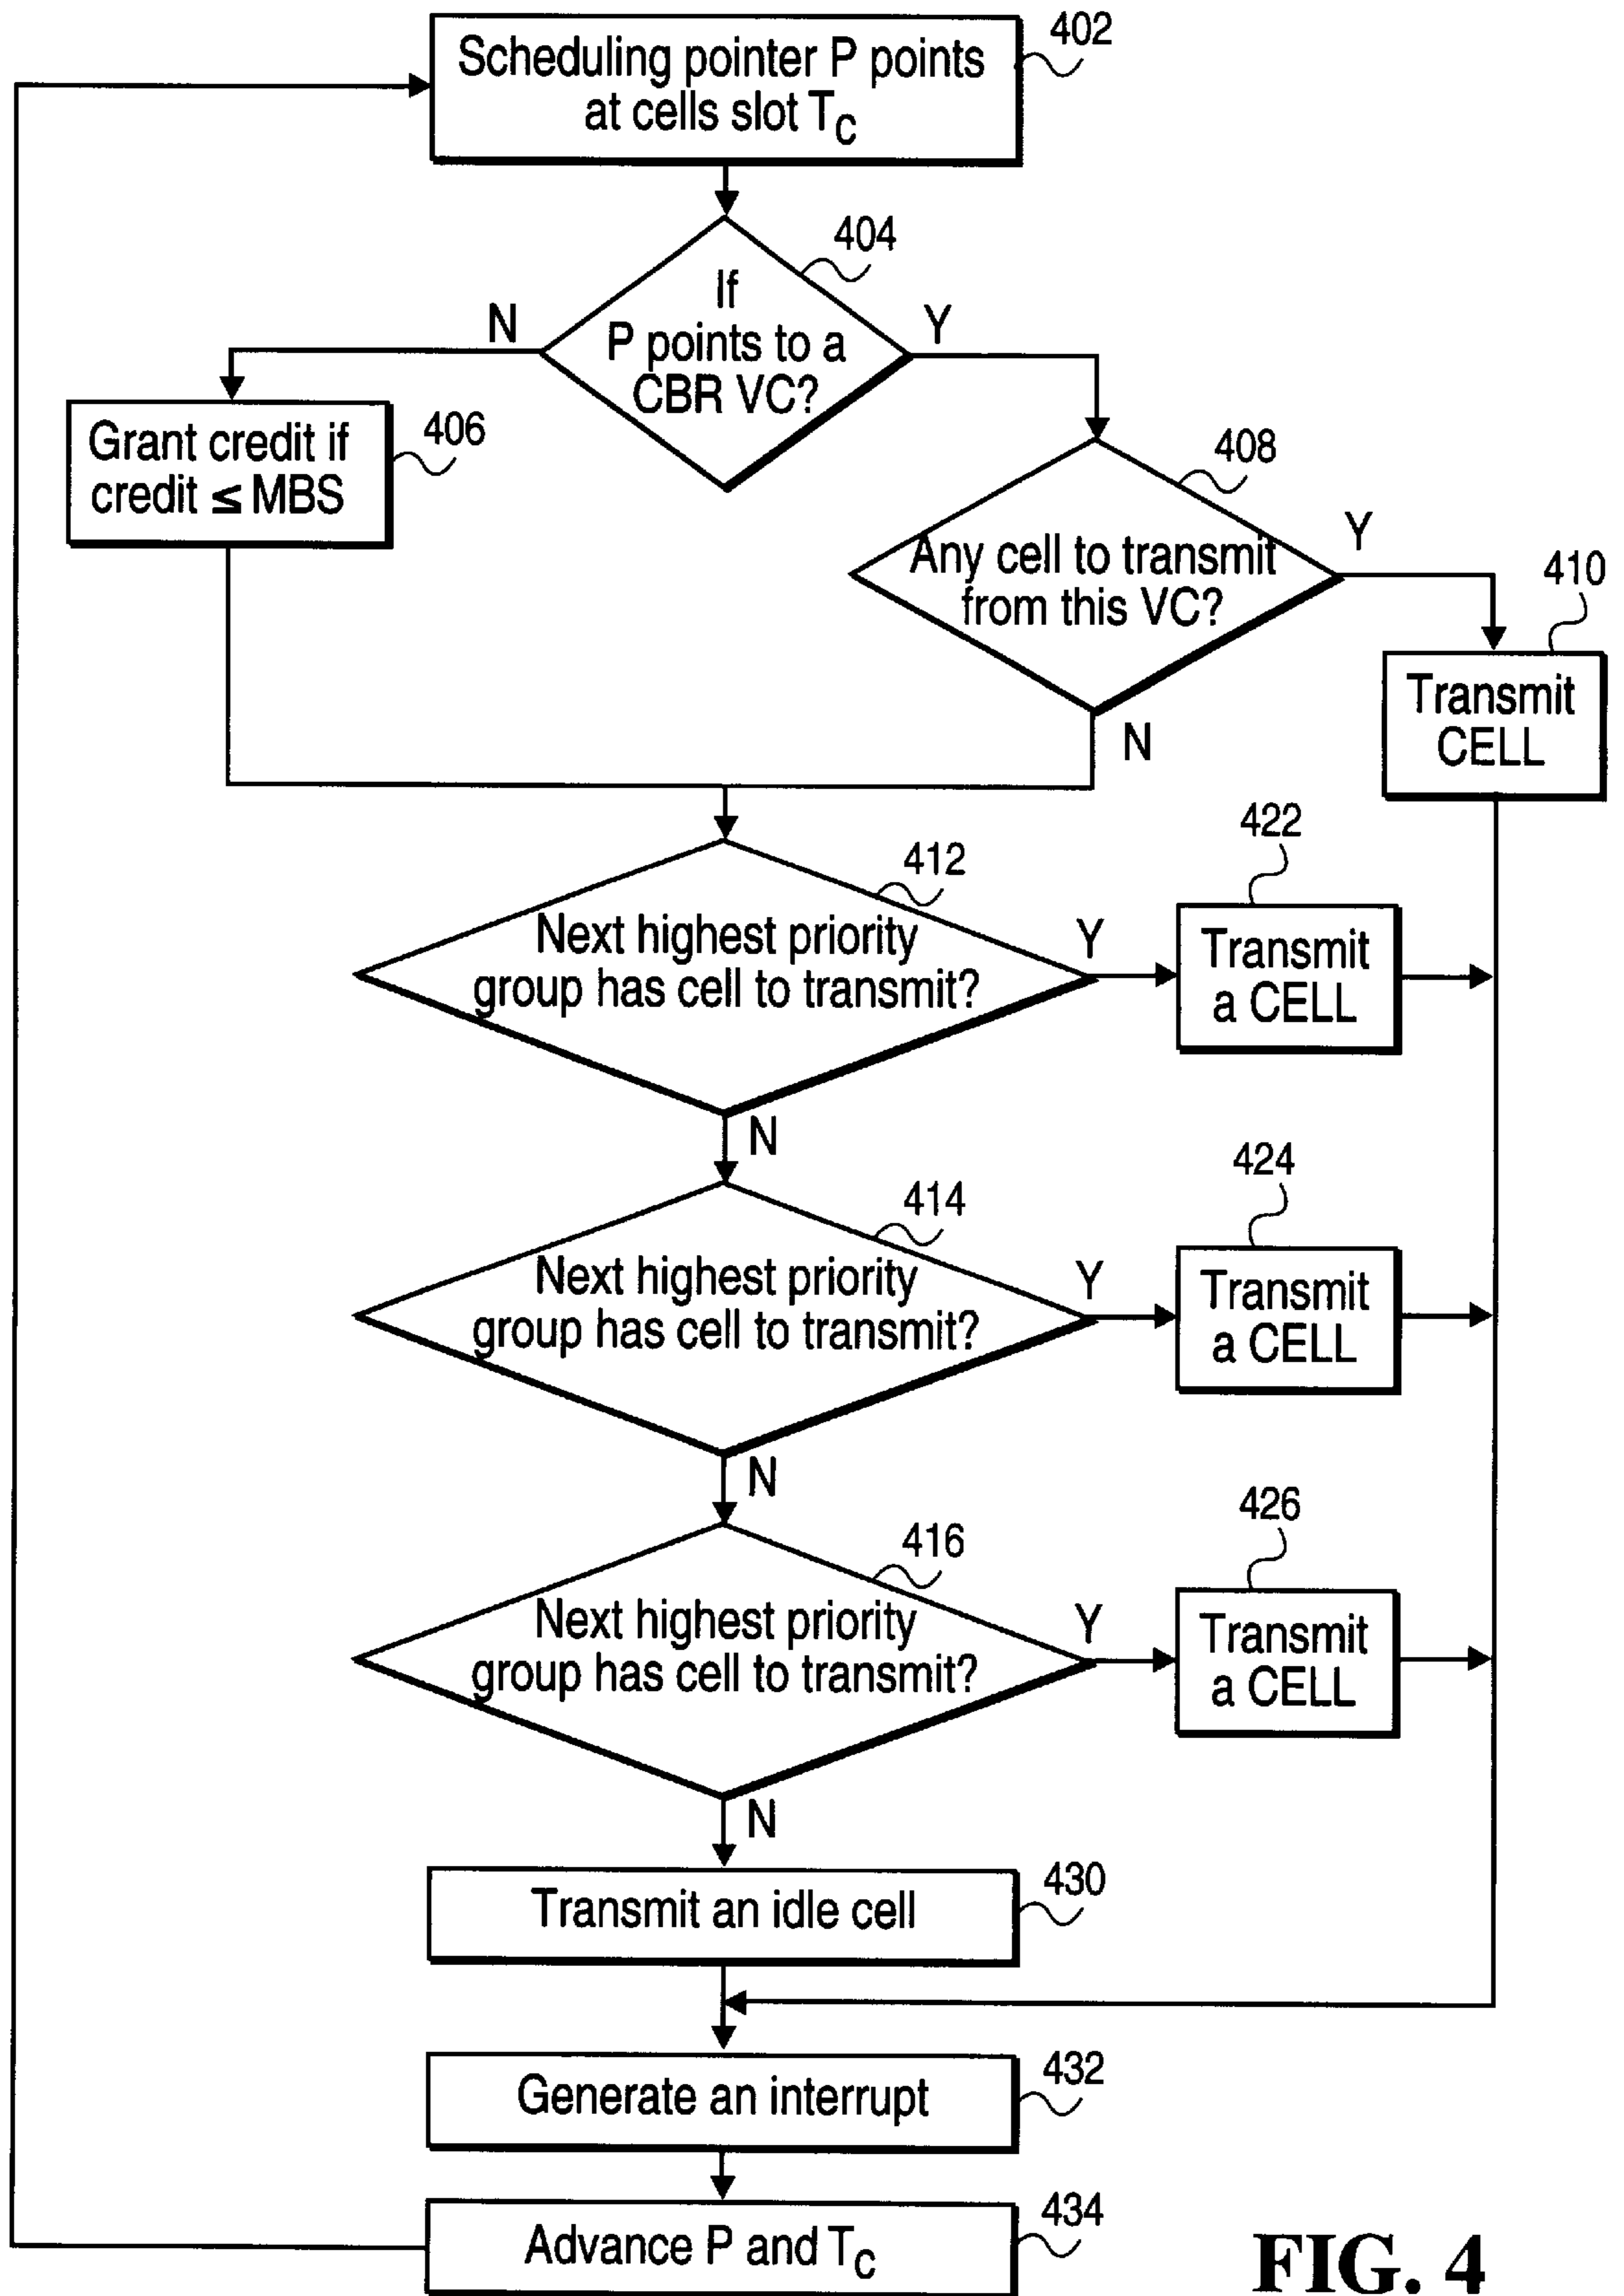 402
Scheduling pointer P points
at cells slot TC
404
If
P points to a
CBR VC?
N
Y
Grant credit if
credit ≤ MBS
406
408
Any cell to transmit
from this VC?
Y
N
410
Transmit
CELL
412
Next highest priority
group has cell to transmit?
Y
N
422
Transmit
a CELL
414
Next highest priority
group has cell to transmit?
Y
N
424
Transmit
a CELL
416
Next highest priority
group has cell to transmit?
Y
N
426
Transmit
a CELL
Transmit an idle cell
430
Generate an interrupt
432
Advance P and TC
434
FIG. 4